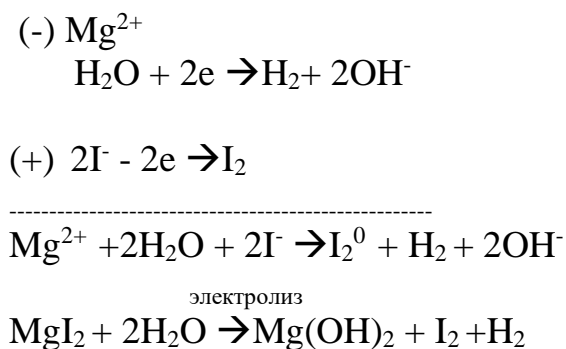 (-) Mg²⁺
H₂O + 2e →H₂+ 2OH⁻
(+) 2I⁻ - 2e →I₂
-----------------------------------------------------
Mg²⁺ +2H₂O + 2I⁻ →I₂⁰ + H₂ + 2OH⁻
электролиз
MgI₂ + 2H₂O →Mg(OH)₂ + I₂ +H₂